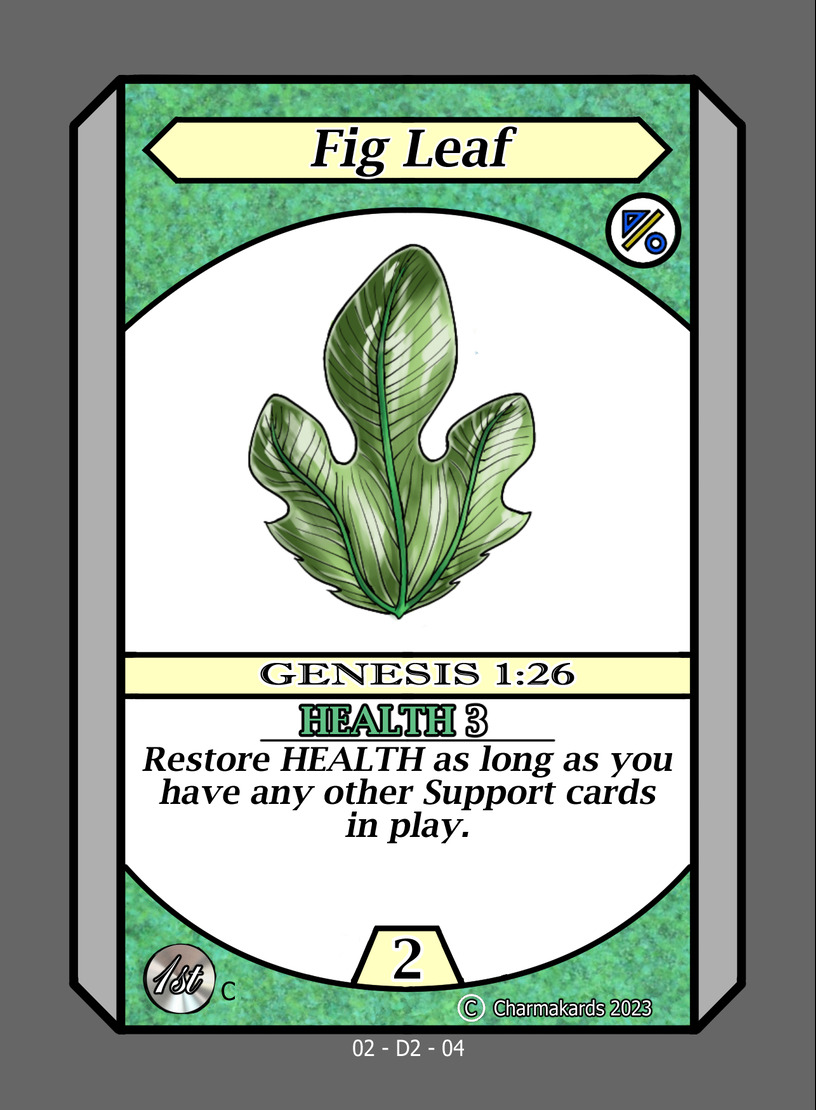 Fig Leaf
GENESIS 1:26
HEALTH 3
Restore HEALTH as long as you
have any other Support cards
in play.
2
1st C
© Charmakards 2023
02 - D2 - 04